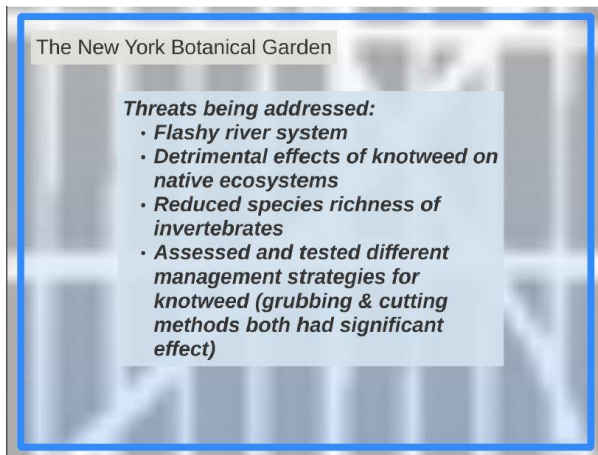 The New York Botanical Garden
Threats being addressed:
• Flashy river system
• Detrimental effects of knotweed on
native ecosystems
• Reduced species richness of
invertebrates
• Assessed and tested different
management strategies for
knotweed (grubbing & cutting
methods both had significant
effect)